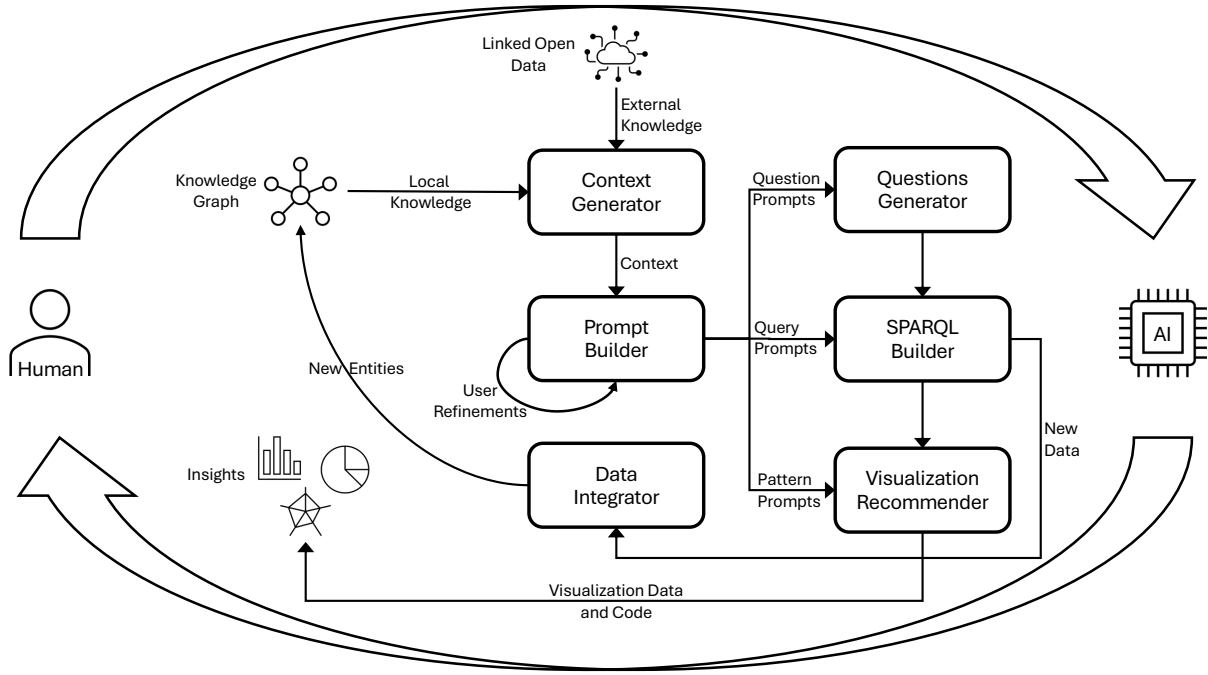 Linked Open
Data
External
Knowledge
Knowledge
Graph
Local
Knowledge
Context
Generator
Question
Prompts
Questions
Generator
Context
Human
Prompt
Builder
Query
Prompts
SPARQL
Builder
AI
New Entities
User
Refinements
New
Data
Insights
Data
Integrator
Pattern
Prompts
Visualization
Recommender
Visualization Data
and Code